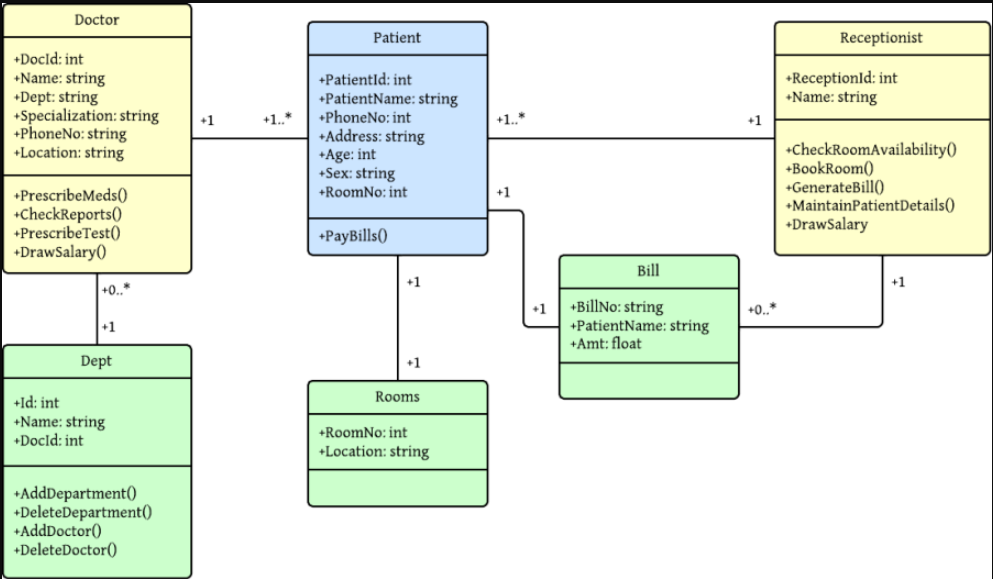 Doctor
+DocId: int
+Name: string
+Dept: string
+Specialization: string
+PhoneNo: string
+Location: string
+PrescribeMeds()
+CheckReports()
+PrescribeTest()
+DrawSalary()
+1
+1..*
Patient
+PatientId: int
+PatientName: string
+PhoneNo: int
+Address: string
+Age: int
+Sex: string
+RoomNo: int
+PayBills()
+1..*
+1
Receptionist
+ReceptionId: int
+Name: string
+CheckRoomAvailability()
+BookRoom()
+GenerateBill()
+MaintainPatientDetails()
+DrawSalary
+0..*
+1
Dept
+Id: int
+Name: string
+DocId: int
+AddDepartment()
+DeleteDepartment()
+AddDoctor()
+DeleteDoctor()
+1
+1
Rooms
+RoomNo: int
+Location: string
+1
+1
Bill
+BillNo: string
+PatientName: string
+Amt: float
+0..*
+1